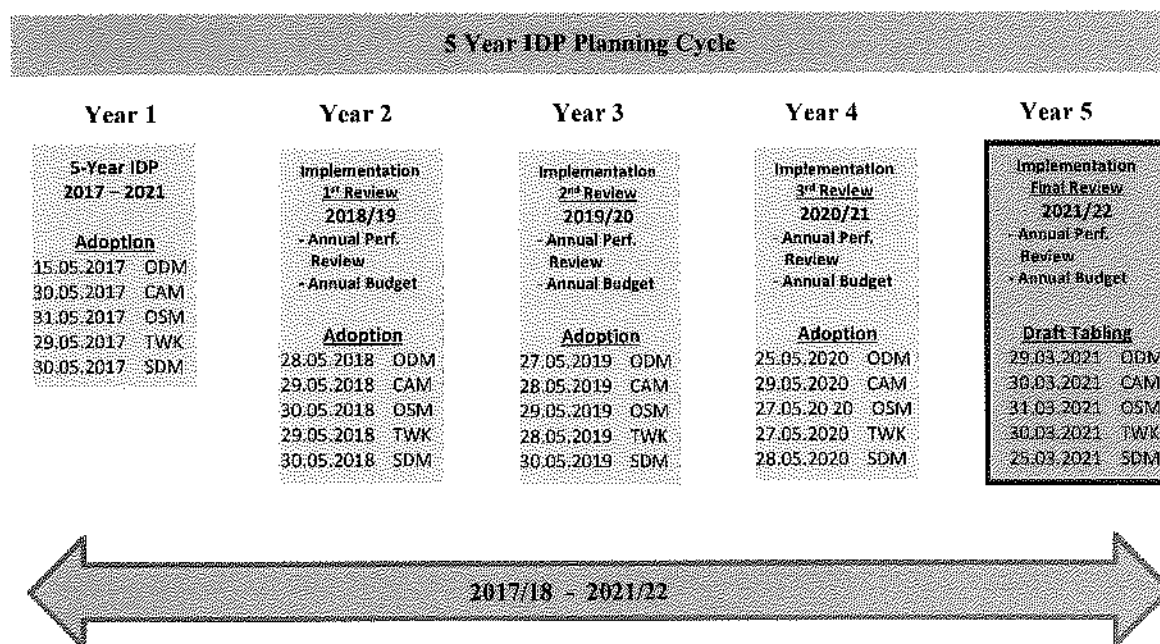 5 Year IDP Planning Cycle
Year 1
5-Year IDP
2017 – 2021
Adoption
15.05.2017 ODM
30.05.2017 CAM
31.05.2017 OSM
29.05.2017 TWK
30.05.2017 SDM
Year 2
Implementation
1st Review
2018/19
- Annual Perf.
Review
- Annual Budget
Adoption
28.05.2018 ODM
29.05.2018 CAM
30.05.2018 OSM
29.05.2018 TWK
30.05.2018 SDM
Year 3
Implementation
2nd Review
2019/20
- Annual Perf.
Review
- Annual Budget
Adoption
27.05.2019 ODM
28.05.2019 CAM
29.05.2019 OSM
28.05.2019 TWK
30.05.2019 SDM
Year 4
Implementation
3rd Review
2020/21
Annual Perf.
Review
- Annual Budget
Adoption
25.05.2020 ODM
29.05.2020 CAM
27.05.20 20 OSM
27.05.2020 TWK
28.05.2020 SDM
Year 5
Implementation
Final Review
2021/22
- Annual Perf.
Review
- Annual Budget
Draft Tabling
29.03.2021 ODM
30.03.2021 CAM
31.03.2021 OSM
30.03.2021 TWK
25.03.2021 SDM
2017/18 - 2021/22